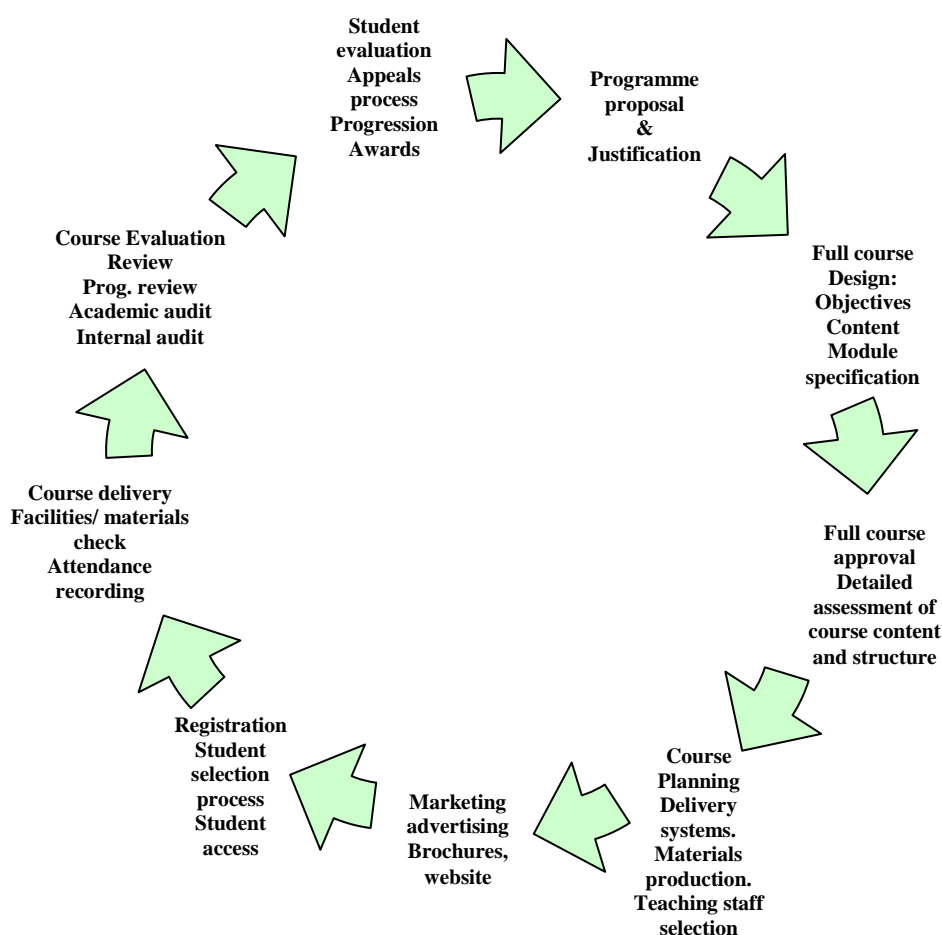 Student
evaluation
Appeals
process
Progression
Awards
Programme
proposal
&
Justification
Full course
Design:
Objectives
Content
Module
specification
Full course
approval
Detailed
assessment of
course content
and structure
Course
Planning
Delivery
systems.
Materials
production.
Teaching staff
selection
Marketing
advertising
Brochures,
website
Registration
Student
selection
process
Student
access
Course delivery
Facilities/ materials
check
Attendance
recording
Course Evaluation
Review
Prog. review
Academic audit
Internal audit